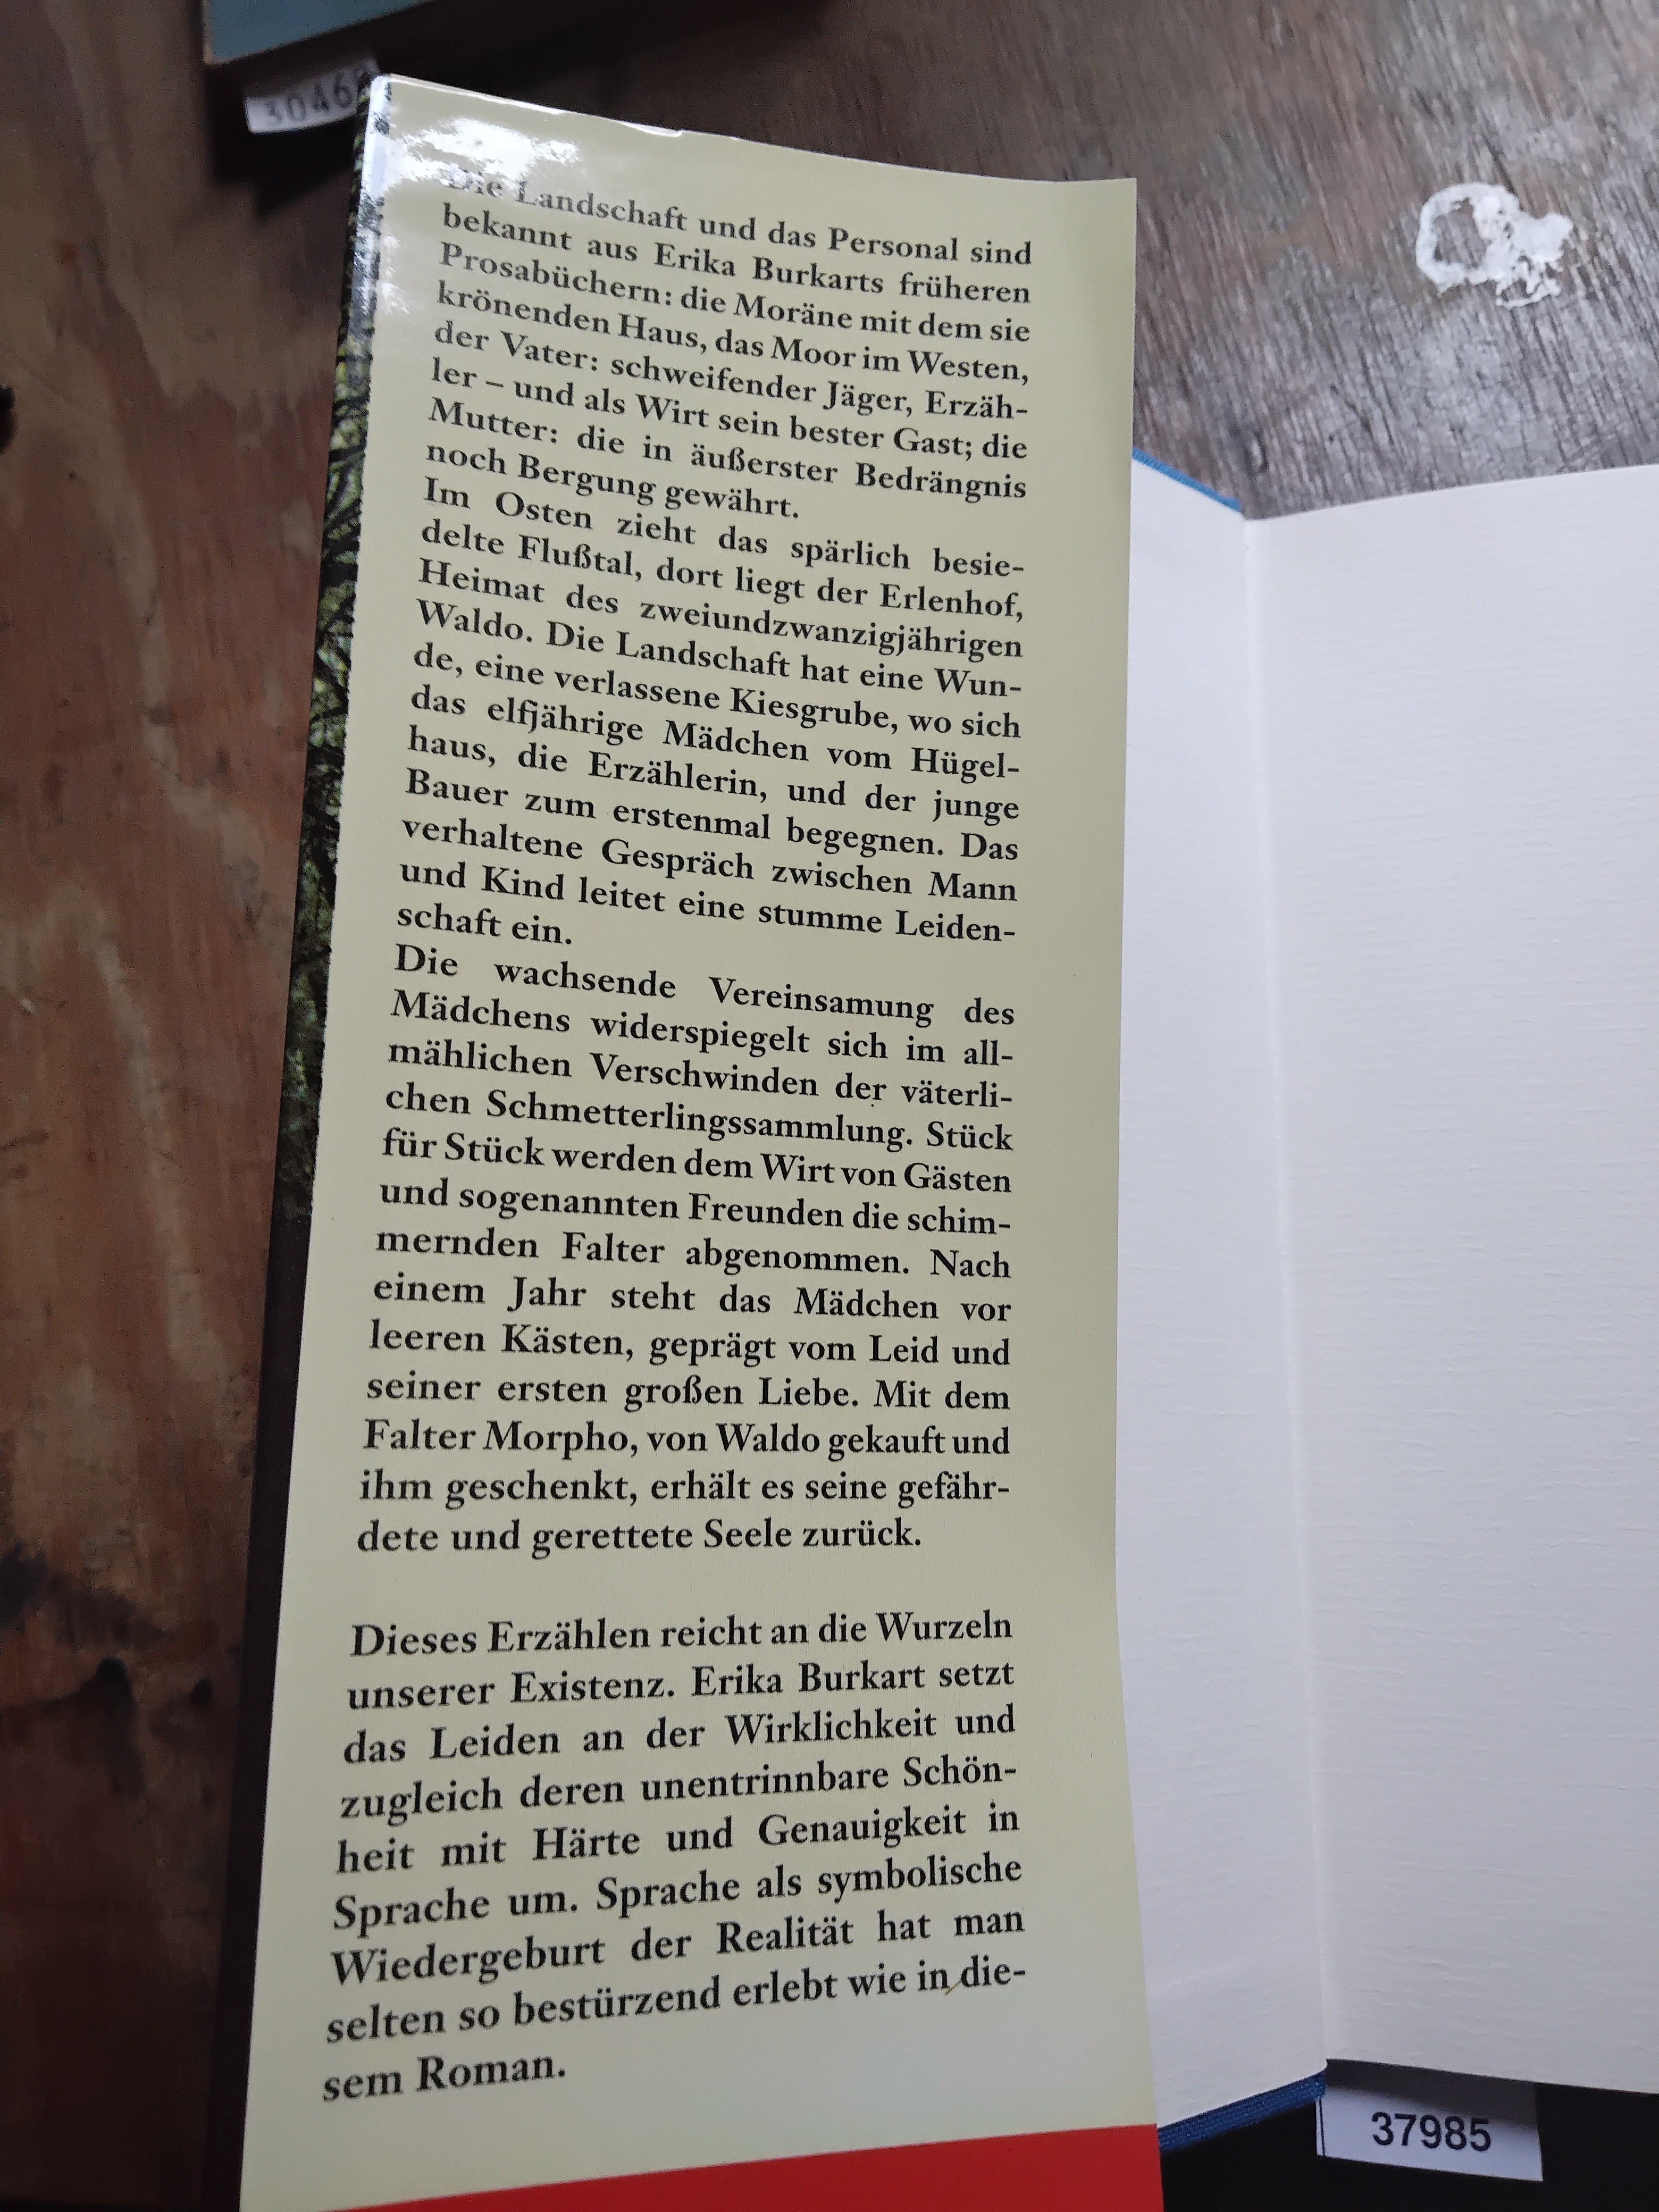 3046
Die Landschaft und das Personal sind
bekannt aus Erika Burkarts früheren
Prosabüchern: die Moräne mit dem sie
krönenden Haus, das Moor im Westen,
der Vater: schweifender Jäger, Erzäh-
ler – und als Wirt sein bester Gast; die
Mutter: die in äußerster Bedrängnis
noch Bergung gewährt.
Im Osten zieht das spärlich besie-
delte Flußtal, dort liegt der Erlenhof,
Heimat des zweiundzwanzigjährigen
Waldo. Die Landschaft hat eine Wun-
de, eine verlassene Kiesgrube, wo sich
das elfjährige Mädchen vom Hügel-
haus, die Erzählerin, und der junge
Bauer zum erstenmal begegnen. Das
verhaltene Gespräch zwischen Mann
und Kind leitet eine stumme Leiden-
schaft ein.
Die wachsende Vereinsamung des
Mädchens widerspiegelt sich im all-
mählichen Verschwinden der väterli-
chen Schmetterlingssammlung. Stück
für Stück werden dem Wirt von Gästen
und sogenannten Freunden die schim-
mernden Falter abgenommen. Nach
einem Jahr steht das Mädchen vor
leeren Kästen, geprägt vom Leid und
seiner ersten großen Liebe. Mit dem
Falter Morpho, von Waldo gekauft und
ihm geschenkt, erhält es seine gefähr-
dete und gerettete Seele zurück.
Dieses Erzählen reicht an die Wurzeln
unserer Existenz. Erika Burkart setzt
das Leiden an der Wirklichkeit und
zugleich deren unentrinnbare Schön-
heit mit Härte und Genauigkeit in
Sprache um. Sprache als symbolische
Wiedergeburt der Realität hat man
selten so bestürzend erlebt wie in die-
sem Roman.
37985